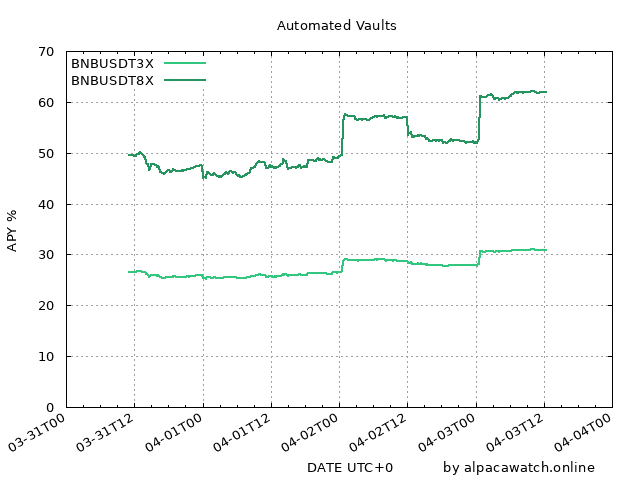 Automated Vaults
BNBUSDT3X
BNBUSDT8X
70
60
50
40
30
20
10
0
APY %
03-31T00
03-31T12
04-01T00
04-01T12
04-02T00
04-02T12
04-03T00
04-03T12
04-04T00
DATE UTC+0
by alpacawatch.online